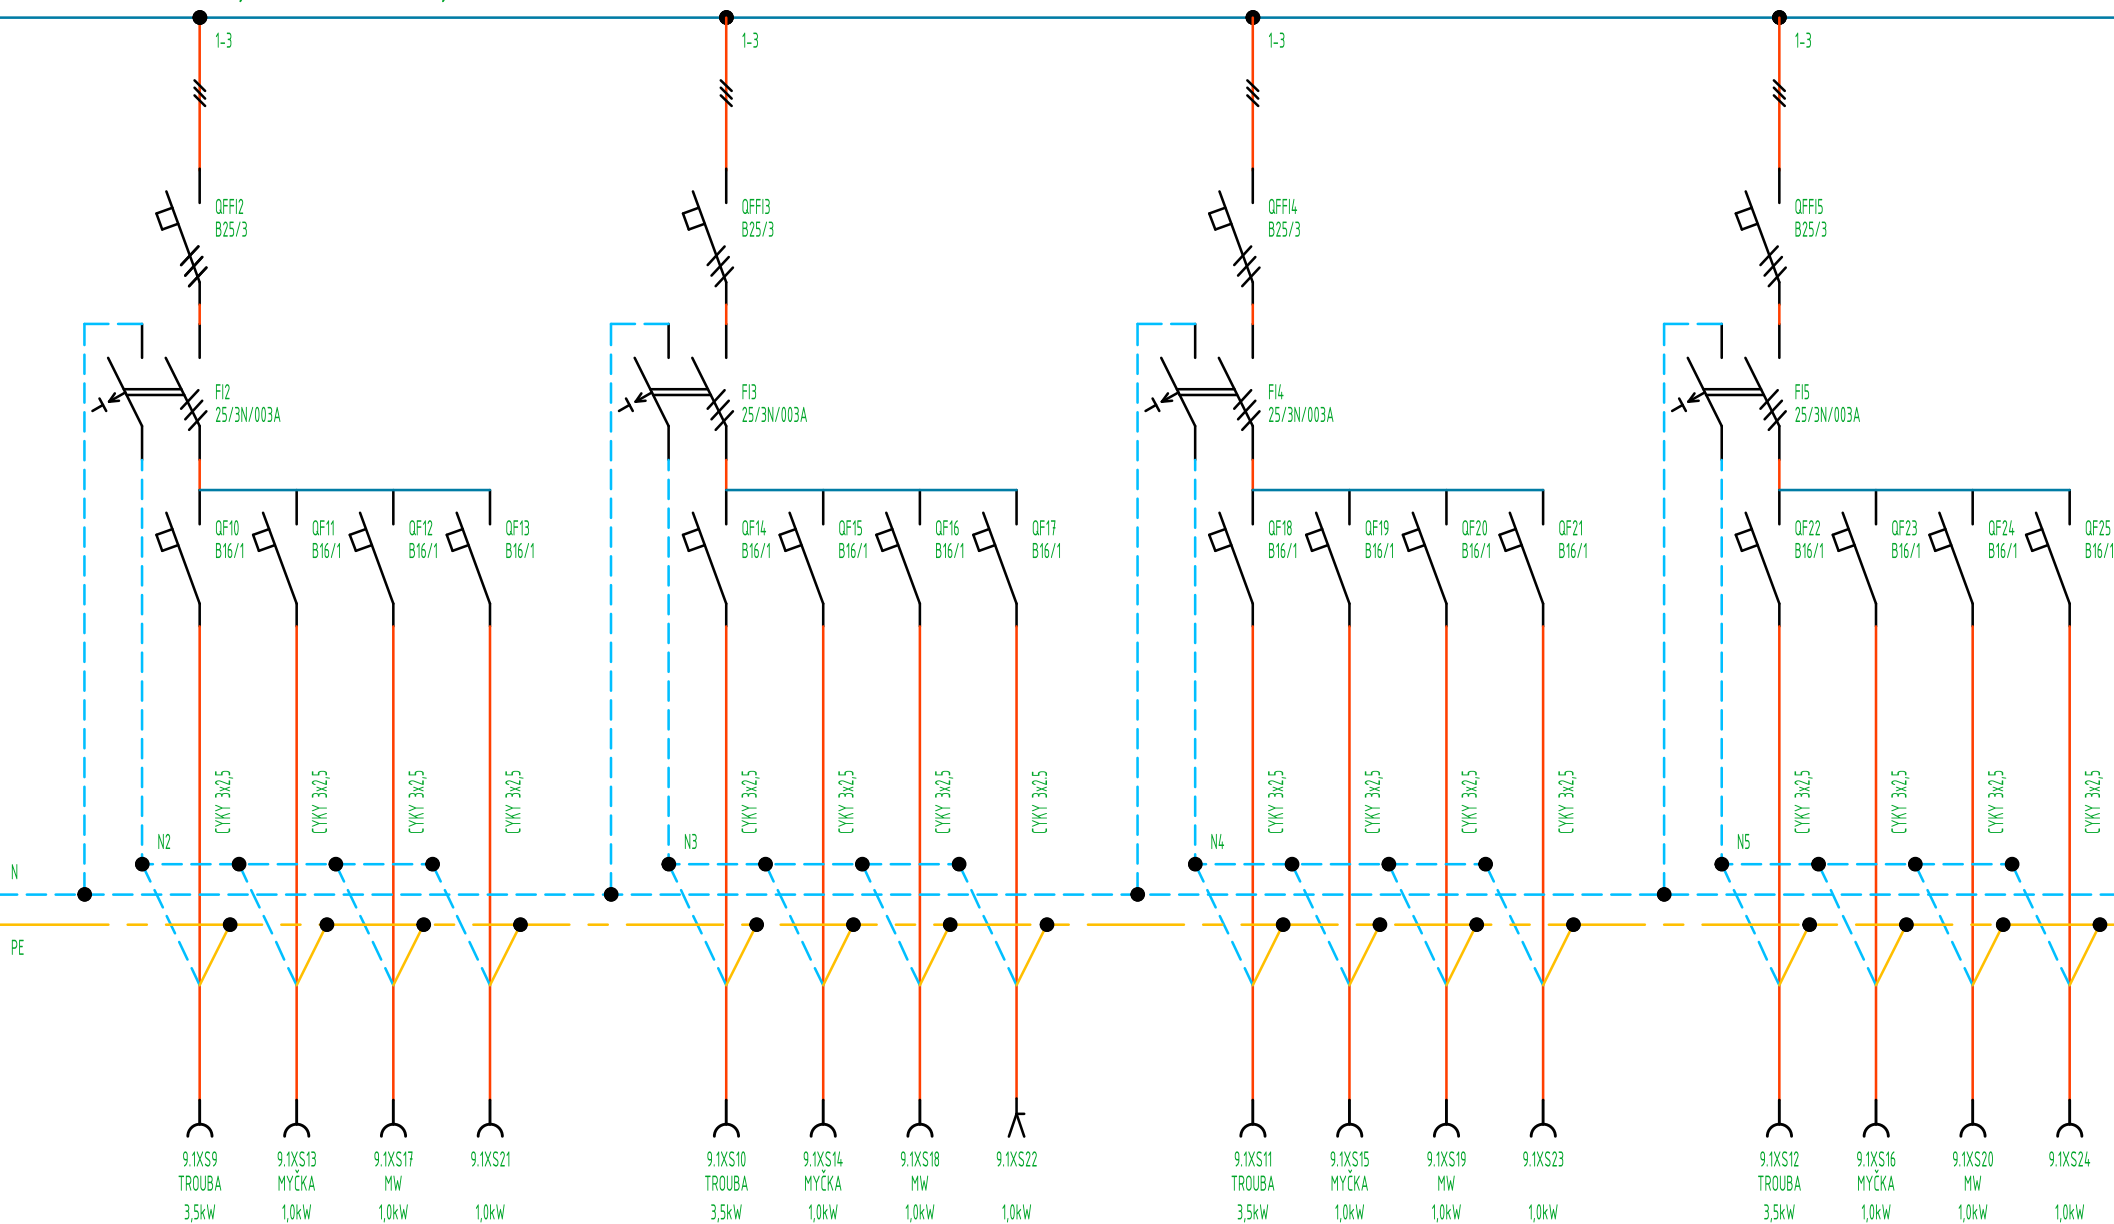 1-3 1-3 1-3 1-3
QFFI2 QFFI3 QFFI4 QFFI5
B25/3 B25/3 B25/3 B25/3
FI2 FI3 FI4 FI5
25/3N/003A 25/3N/003A 25/3N/003A 25/3N/003A
QF10 QF11 QF12 QF13 QF14 QF15 QF16 QF17 QF18 QF19 QF20 QF21 QF22 QF23 QF24 QF25
B16/1 B16/1 B16/1 B16/1 B16/1 B16/1 B16/1 B16/1 B16/1 B16/1 B16/1 B16/1 B16/1 B16/1 B16/1 B16/1
CYKY 3x2,5 CYKY 3x2,5 CYKY 3x2,5 CYKY 3x2,5 CYKY 3x2,5 CYKY 3x2,5 CYKY 3x2,5 CYKY 3x2,5 CYKY 3x2,5 CYKY 3x2,5 CYKY 3x2,5 CYKY 3x2,5 CYKY 3x2,5 CYKY 3x2,5 CYKY 3x2,5 CYKY 3x2,5
N2 N3 N4 N5
N
PE
9.1XS9 9.1XS13 9.1XS17 9.1XS21 9.1XS10 9.1XS14 9.1XS18 9.1XS22 9.1XS11 9.1XS15 9.1XS19 9.1XS23 9.1XS12 9.1XS16 9.1XS20 9.1XS24
TROUBA MYČKA MW TROUBA MYČKA MW TROUBA MYČKA MW TROUBA MYČKA MW
3,5kW 1,0kW 1,0kW 1,0kW 3,5kW 1,0kW 1,0kW 1,0kW 3,5kW 1,0kW 1,0kW 1,0kW 3,5kW 1,0kW 1,0kW 1,0kW